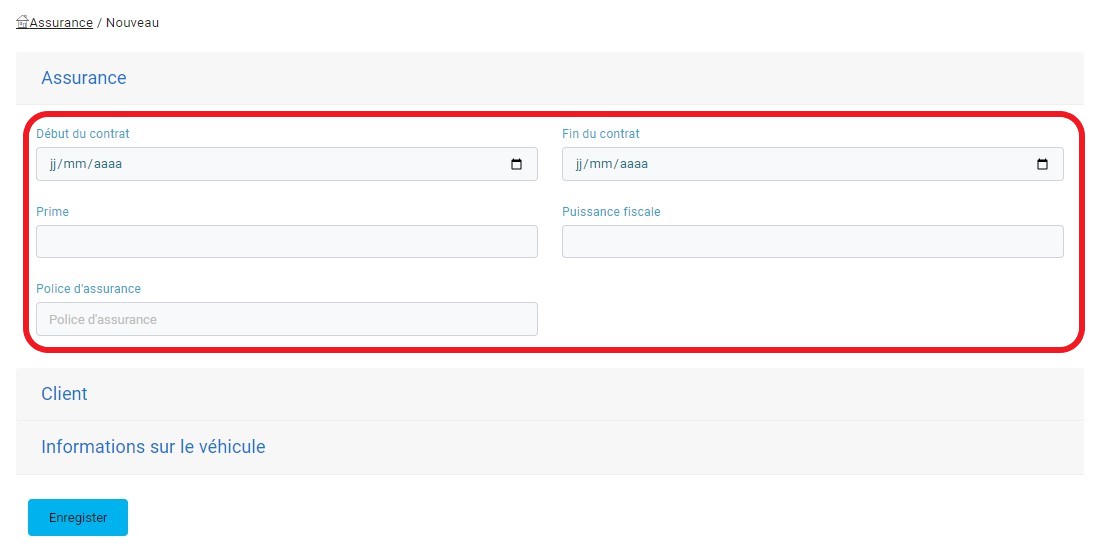 Assurance / Nouveau
Assurance
Début du contrat Fin du contrat
jj/mm/aaaa jj/mm/aaaa
Prime Puissance fiscale
Police d'assurance
Police d'assurance
Client
Informations sur le véhicule
Enregister